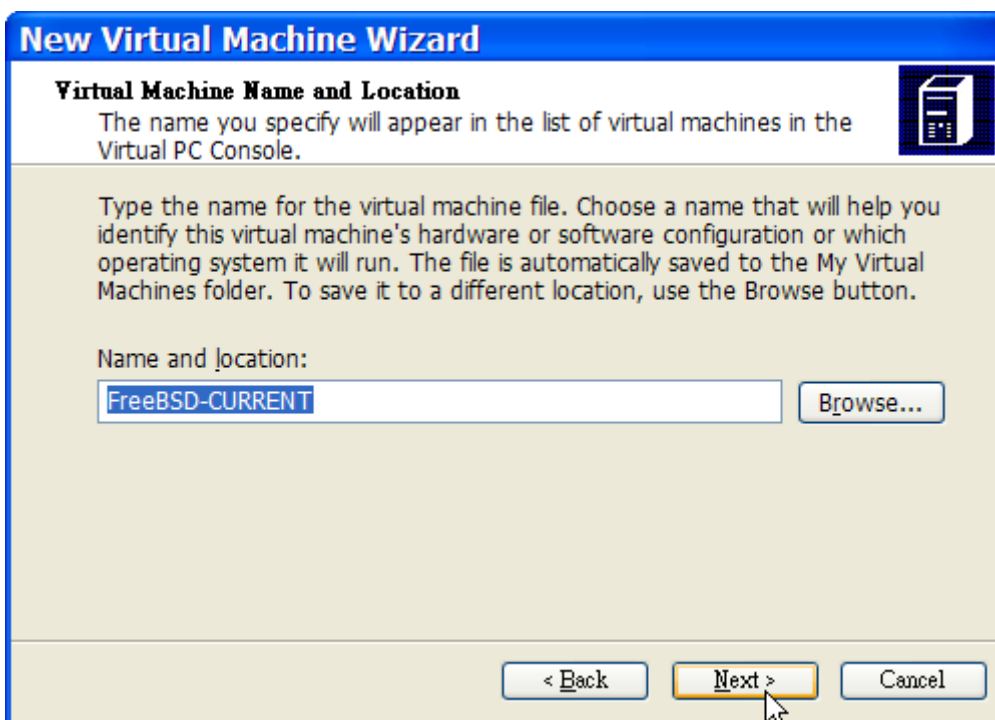 New Virtual Machine Wizard
Virtual Machine Name and Location
The name you specify will appear in the list of virtual machines in the
Virtual PC Console.
Type the name for the virtual machine file. Choose a name that will help you
identify this virtual machine's hardware or software configuration or which
operating system it will run. The file is automatically saved to the My Virtual
Machines folder. To save it to a different location, use the Browse button.
Name and location:
FreeBSD-CURRENT
Browse...
< Back
Next >
Cancel